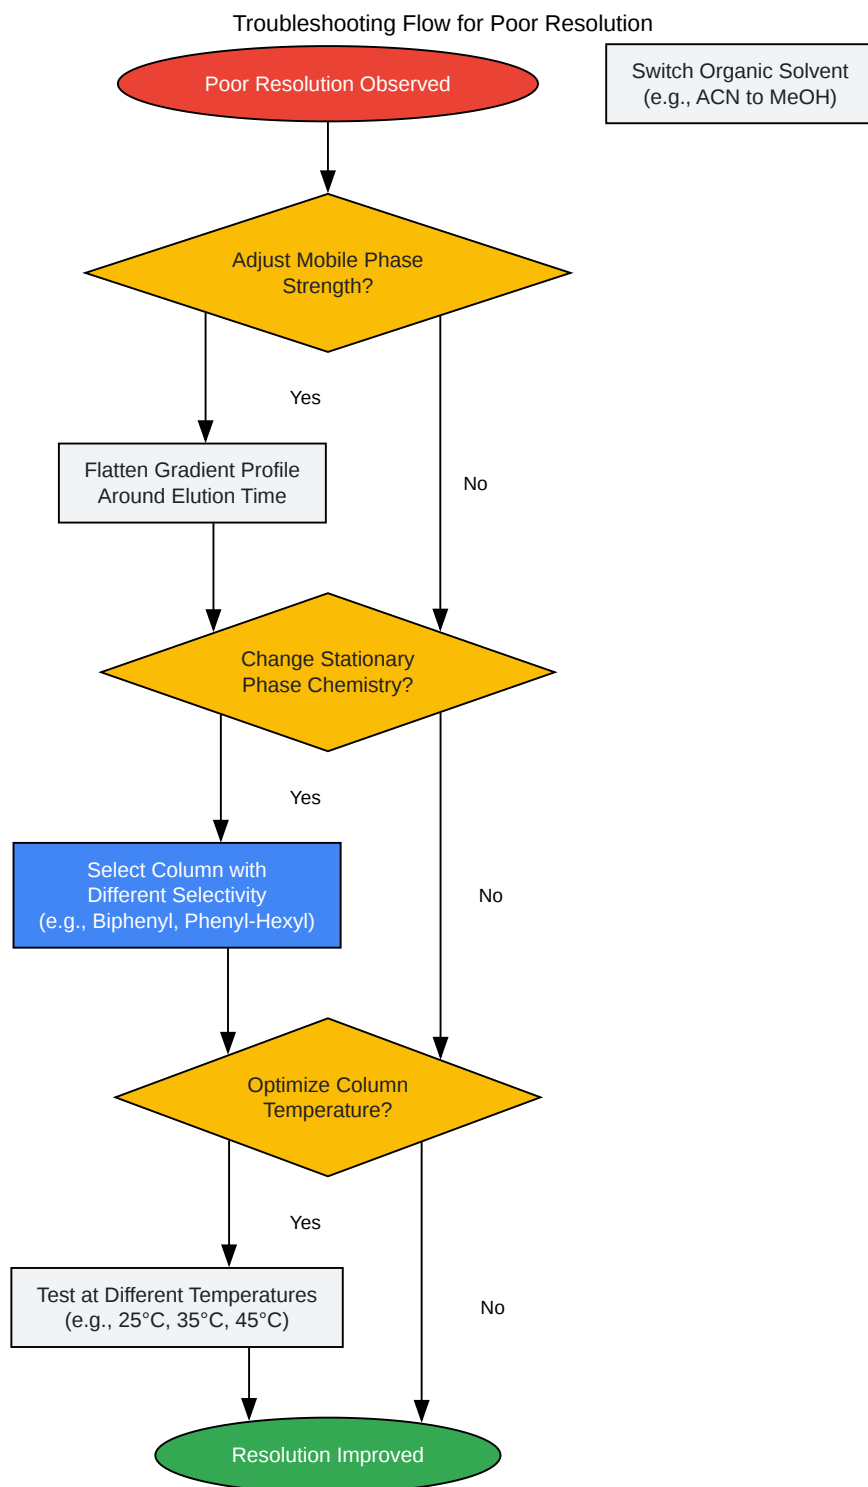 Troubleshooting Flow for Poor Resolution
Poor Resolution Observed
Switch Organic Solvent
(e.g., ACN to MeOH)
Adjust Mobile Phase
Strength?
Yes
Flatten Gradient Profile
Around Elution Time
No
Change Stationary
Phase Chemistry?
Yes
Select Column with
Different Selectivity
(e.g., Biphenyl, Phenyl-Hexyl)
No
Optimize Column
Temperature?
Yes
Test at Different Temperatures
(e.g., 25°C, 35°C, 45°C)
No
Resolution Improved